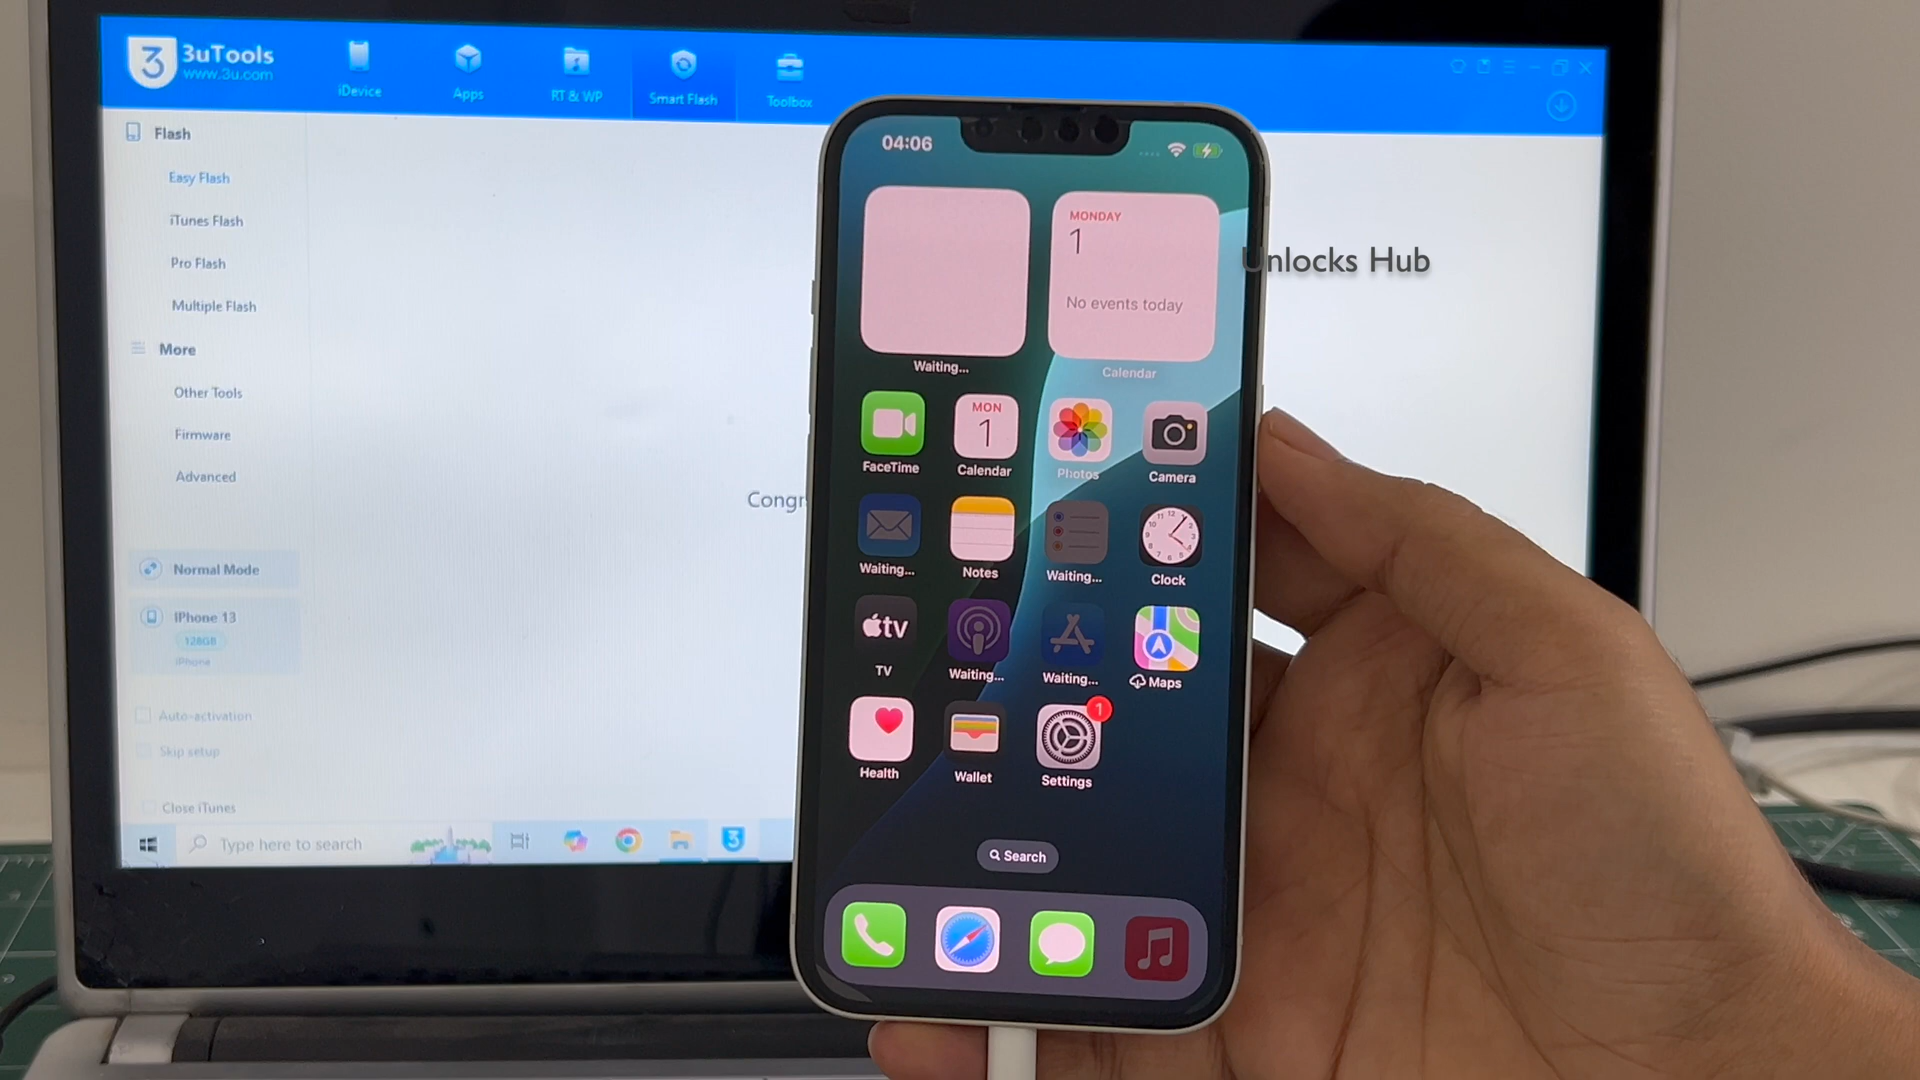 3uTools
www.3u.com
iDevice
Apps
RT & WP
Smart Flash
Toolbox
Flash
Easy Flash
iTunes Flash
Pro Flash
Multiple Flash
More
Other Tools
Firmware
Advanced
Normal Mode
iPhone 13
128GB
iPhone
Auto-activation
Skip setup
Close iTunes
Type here to search
Congr
Unlocks Hub
04:06
MONDAY
1
No events today
Waiting...
Calendar
MON
1
FaceTime
Calendar
Photos
Camera
Waiting...
Notes
Waiting...
Clock
tv
TV
Waiting...
Waiting...
Maps
1
Health
Wallet
Settings
Search